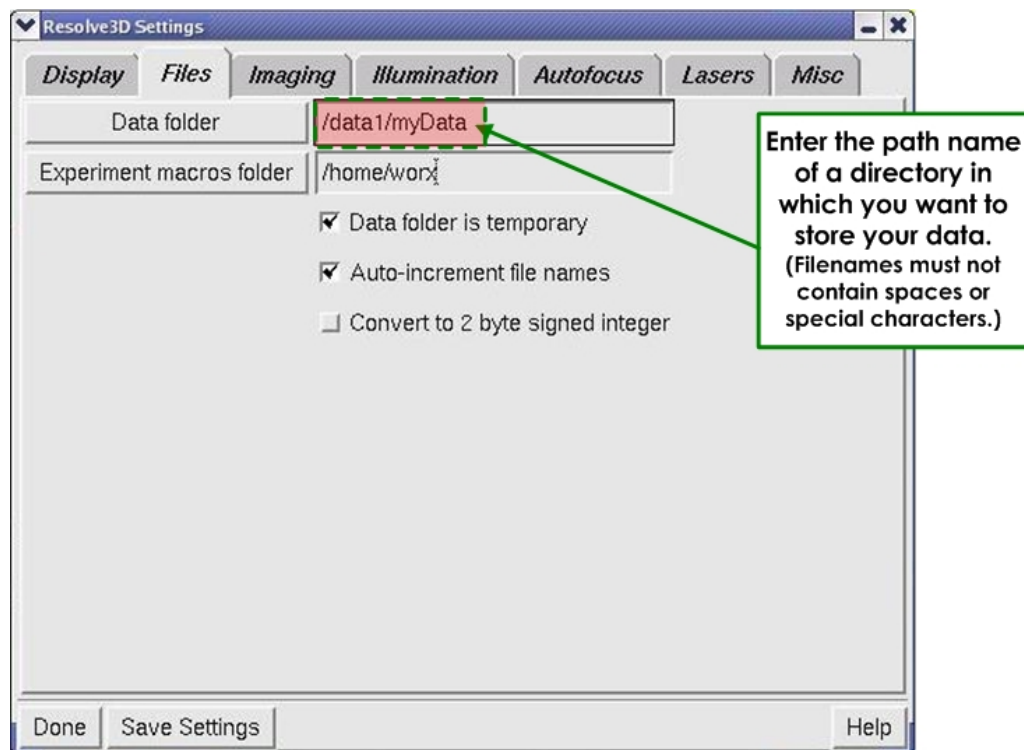 Resolve3D Settings
Display Files Imaging Illumination Autofocus Lasers Misc
Data folder /data1/myData
Experiment macros folder /home/worx
Data folder is temporary
Auto-increment file names
Convert to 2 byte signed integer
Enter the path name
of a directory in
which you want to
store your data.
(Filenames must not
contain spaces or
special characters.)
Done Save Settings Help